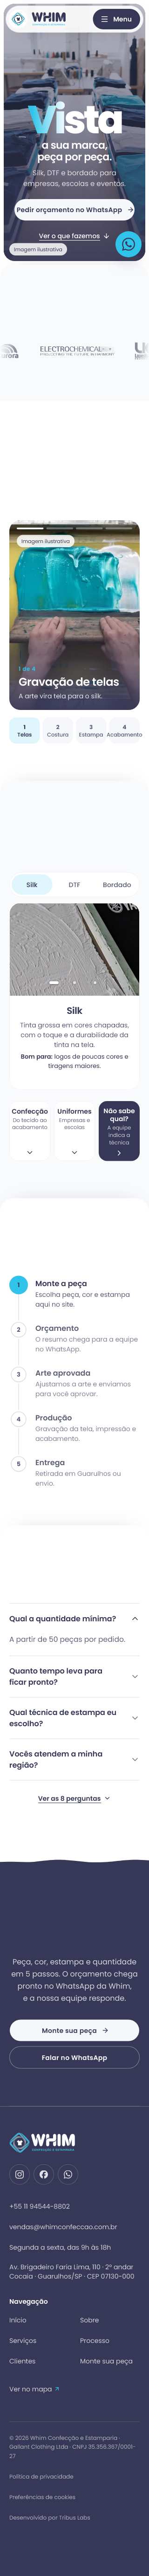 WHIM
Menu
Vista
a sua marca,
peça por peça.
Silk, DTF e bordado para
empresas, escolas e eventos.
Pedir orçamento no WhatsApp →
Ver o que fazemos ↓
Imagem ilustrativa
ELECTROCHEMICAL
Imagem ilustrativa
1 de 4
Gravação de telas
A arte vira tela para o silk.
1 2 3 4
Telas Costura Estampa Acabamento
Silk DTF Bordado
Silk
Tinta grossa em cores chapadas,
com o toque e a durabilidade da
tinta na tela.
Bom para: logos de poucas cores e
tiragens maiores.
Confecção
Do tecido ao
acabamento
Uniformes
Empresas e
escolas
Não sabe
qual?
A equipe
indica a
técnica
1
Monte a peça
Escolha peça, cor e estampa
aqui no site.
2
Orçamento
O resumo chega para a equipe
no WhatsApp.
3
Arte aprovada
Ajustamos a arte e enviamos
para você aprovar.
4
Produção
Gravação da tela, impressão e
acabamento.
5
Entrega
Retirada em Guarulhos ou
envio.
Qual a quantidade mínima?
A partir de 50 peças por pedido.
Quanto tempo leva para
ficar pronto?
Qual técnica de estampa eu
escolho?
Vocês atendem a minha
região?
Ver as 8 perguntas
Peça, cor, estampa e quantidade
em 5 passos. O orçamento chega
pronto no WhatsApp da Whim,
e a nossa equipe responde.
Monte sua peça →
Falar no WhatsApp
WHIM
+55 11 94544-8802
vendas@whimconfeccao.com.br
Segunda a sexta, das 9h às 18h
Av. Brigadeiro Faria Lima, 110 · 2º andar
Cocaia · Guarulhos/SP · CEP 07130-000
Navegação
Início Sobre
Serviços Processo
Clientes Monte sua peça
Ver no mapa ↗
© 2026 Whim Confecção e Estamparia ·
Gallant Clothing Ltda · CNPJ 35.356.367/0001-
27
Política de privacidade
Preferências de cookies
Desenvolvido por Tribus Labs